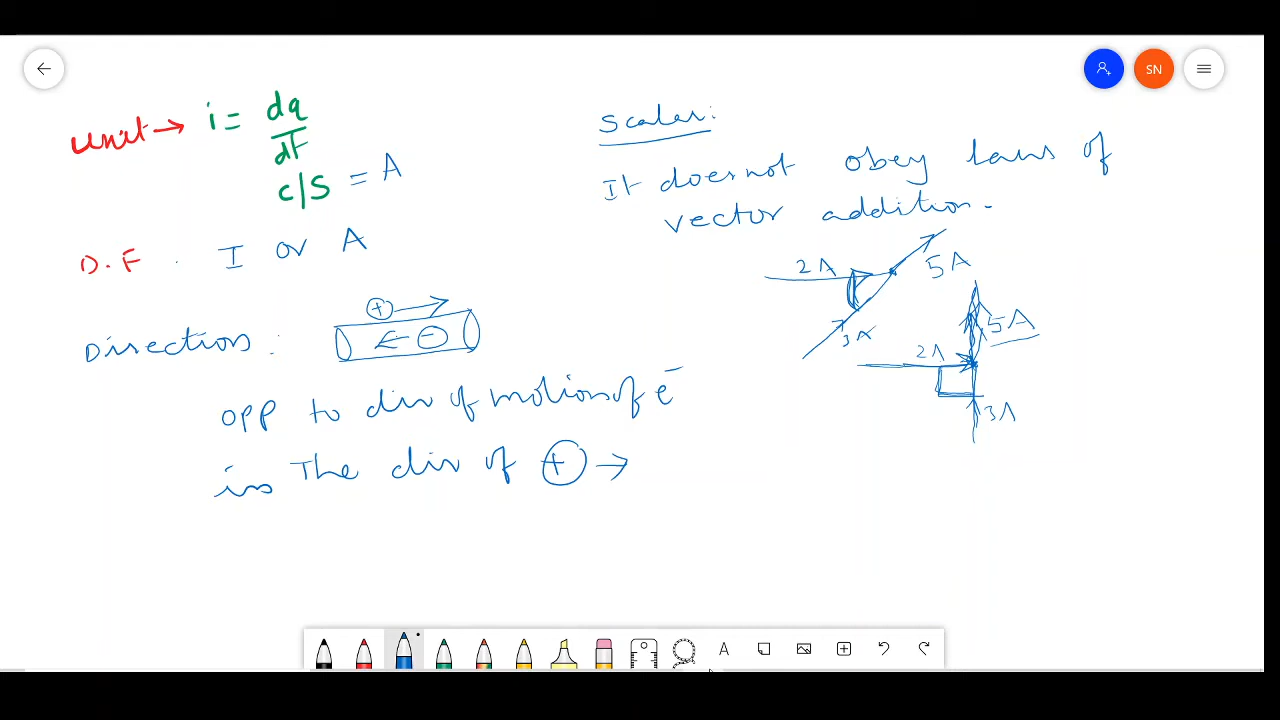 unit → i = dq
dT
c/S = A
D.F. I or A
Direction:
+ →
← -
opp to dir of motion of e⁻
in The dir of + →
SN
Scalar:
It does not obey laws of
vector addition.
2A
5A
3A
2A
5A
3A
A